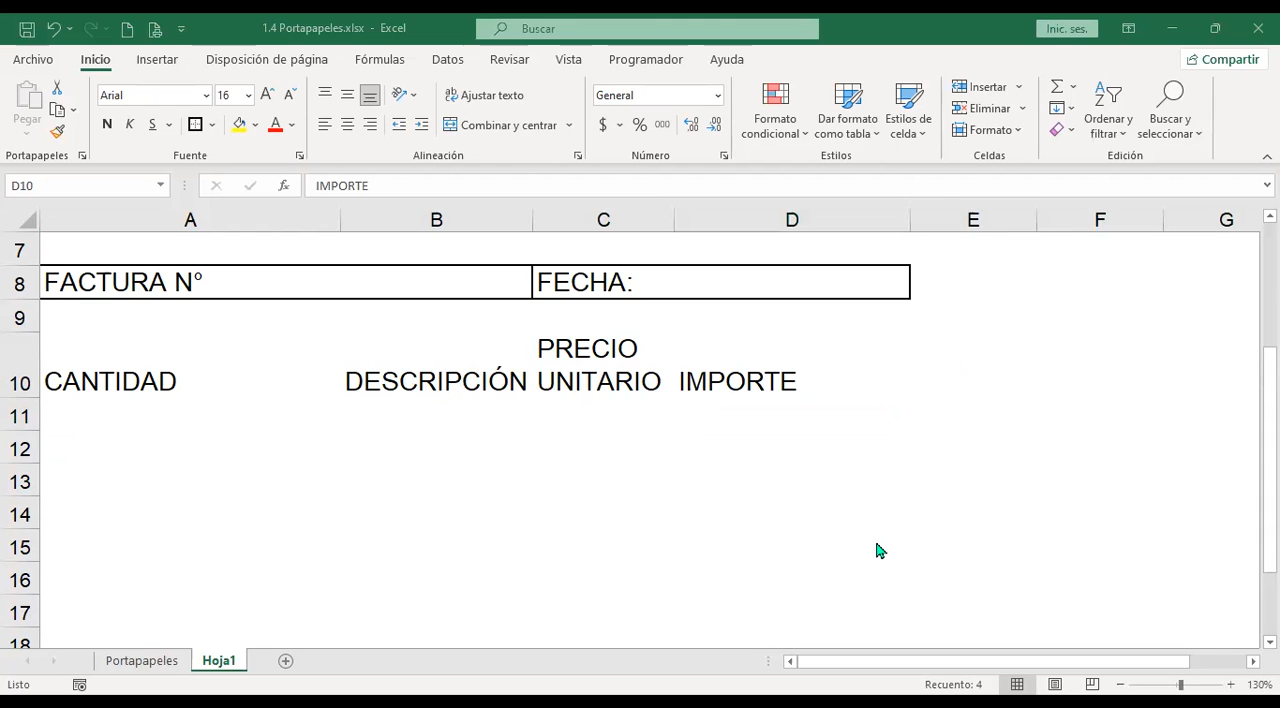 1.4 Portapapeles.xlsx - Excel
Buscar
Inic. ses.
Archivo Inicio Insertar Disposición de página Fórmulas Datos Revisar Vista Programador Ayuda
Compartir
Pegar
Portapapeles
Arial 16 A A
N K S A
Fuente
ab Ajustar texto
Combinar y centrar
Alineación
General
$ % 000
Número
Formato condicional
Dar formato como tabla
Estilos de celda
Estilos
Insertar
Eliminar
Formato
Celdas
Ordenar y filtrar
Buscar y seleccionar
Edición
D10 fx IMPORTE
A B C D E F G
7
8 FACTURA N° FECHA:
9
PRECIO
10 CANTIDAD DESCRIPCIÓN UNITARIO IMPORTE
11
12
13
14
15
16
17
18
Portapapeles Hoja1
Listo
Recuento: 4
130%